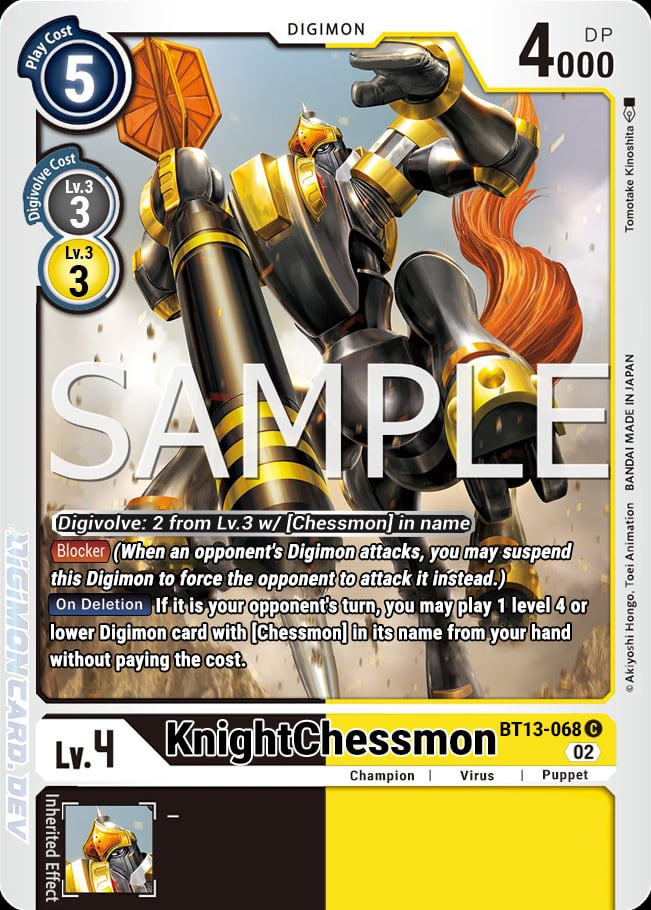 DIGIMON
Play Cost
5
DP
4000
Digivolve Cost
Lv.3
3
Lv.3
3
Tomotake Kinoshita
SAMPLE
© Akiyoshi Hongo, Toei Animation BANDAI MADE IN JAPAN
Digivolve: 2 from Lv.3 w/ [Chessmon] in name
Blocker (When an opponent's Digimon attacks, you may suspend
this Digimon to force the opponent to attack it instead.)
On Deletion If it is your opponent's turn, you may play 1 level 4 or
lower Digimon card with [Chessmon] in its name from your hand
without paying the cost.
DIGIMONCARD.DEV
Lv.4
KnightChessmon
BT13-068 C
02
Champion | Virus | Puppet
Inherited Effect
–